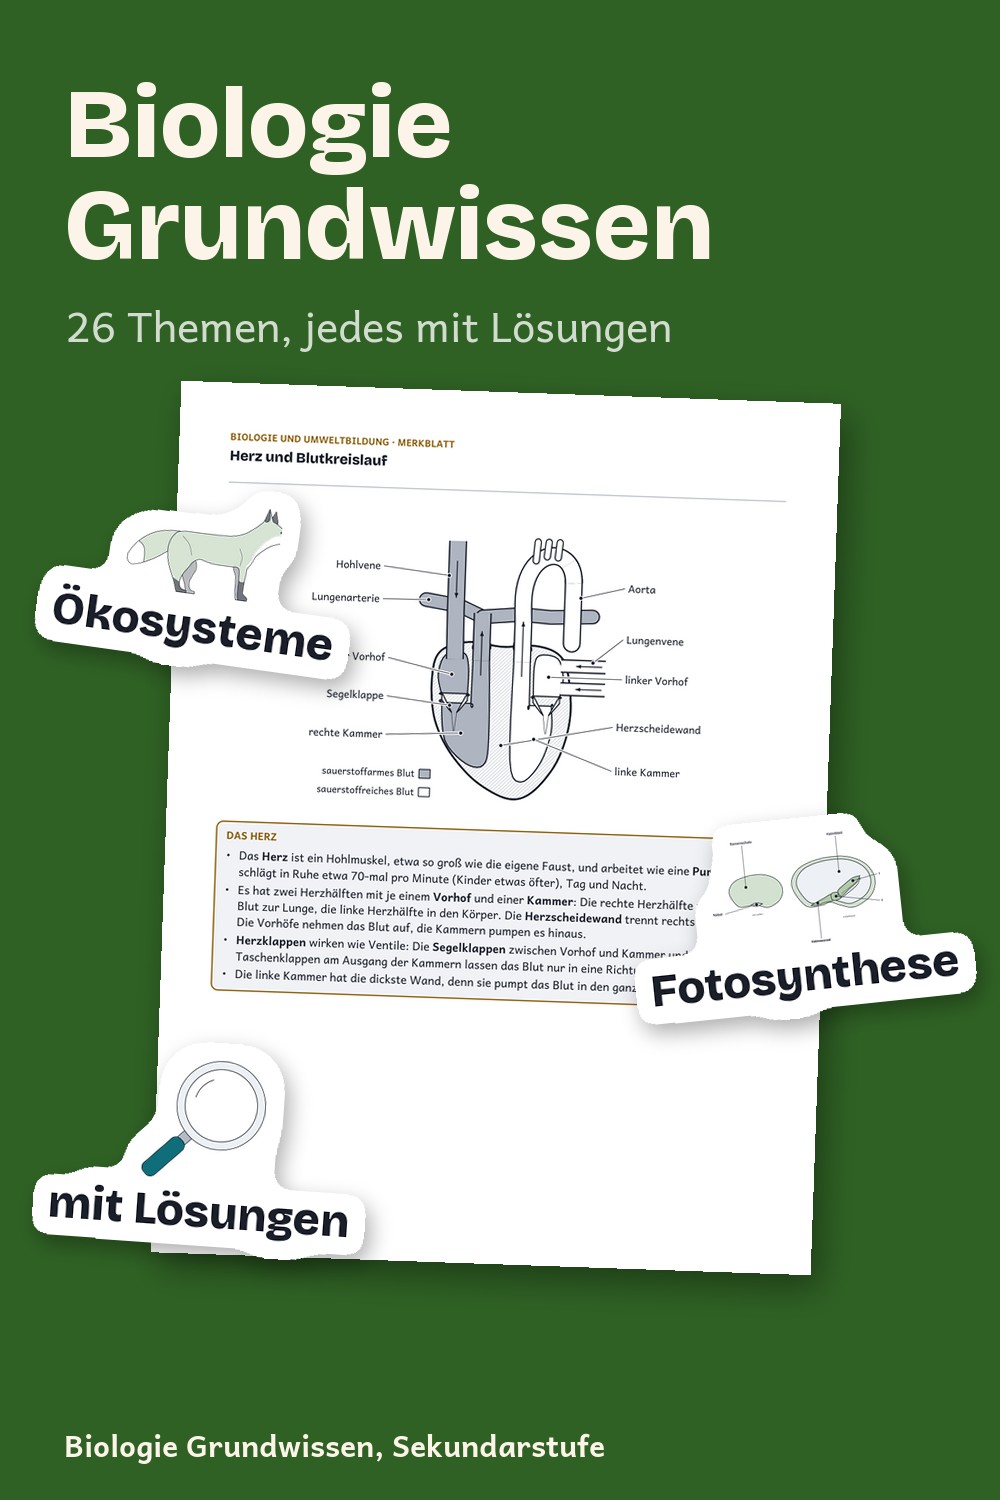 Biologie
Grundwissen
26 Themen, jedes mit Lösungen
BIOLOGIE UND UMWELTBILDUNG · MERKBLATT
Herz und Blutkreislauf
Hohlvene
Lungenarterie
Vorhof
Segelklappe
rechte Kammer
sauerstoffarmes Blut
sauerstoffreiches Blut
Aorta
Lungenvene
linker Vorhof
Herzscheidewand
linke Kammer
Ökosysteme
DAS HERZ
• Das Herz ist ein Hohlmuskel, etwa so groß wie die eigene Faust, und arbeitet wie eine
schlägt in Ruhe etwa 70-mal pro Minute (Kinder etwas öfter), Tag und Nacht.
• Es hat zwei Herzhälften mit je einem Vorhof und einer Kammer: Die rechte Herzhälfte
Blut zur Lunge, die linke Herzhälfte in den Körper. Die Herzscheidewand trennt rechts
Die Vorhöfe nehmen das Blut auf, die Kammern pumpen es hinaus.
• Herzklappen wirken wie Ventile: Die Segelklappen zwischen Vorhof und Kammer und
Taschenklappen am Ausgang der Kammern lassen das Blut nur in eine
• Die linke Kammer hat die dickste Wand, denn sie pumpt das Blut in den
Fotosynthese
mit Lösungen
Biologie Grundwissen, Sekundarstufe